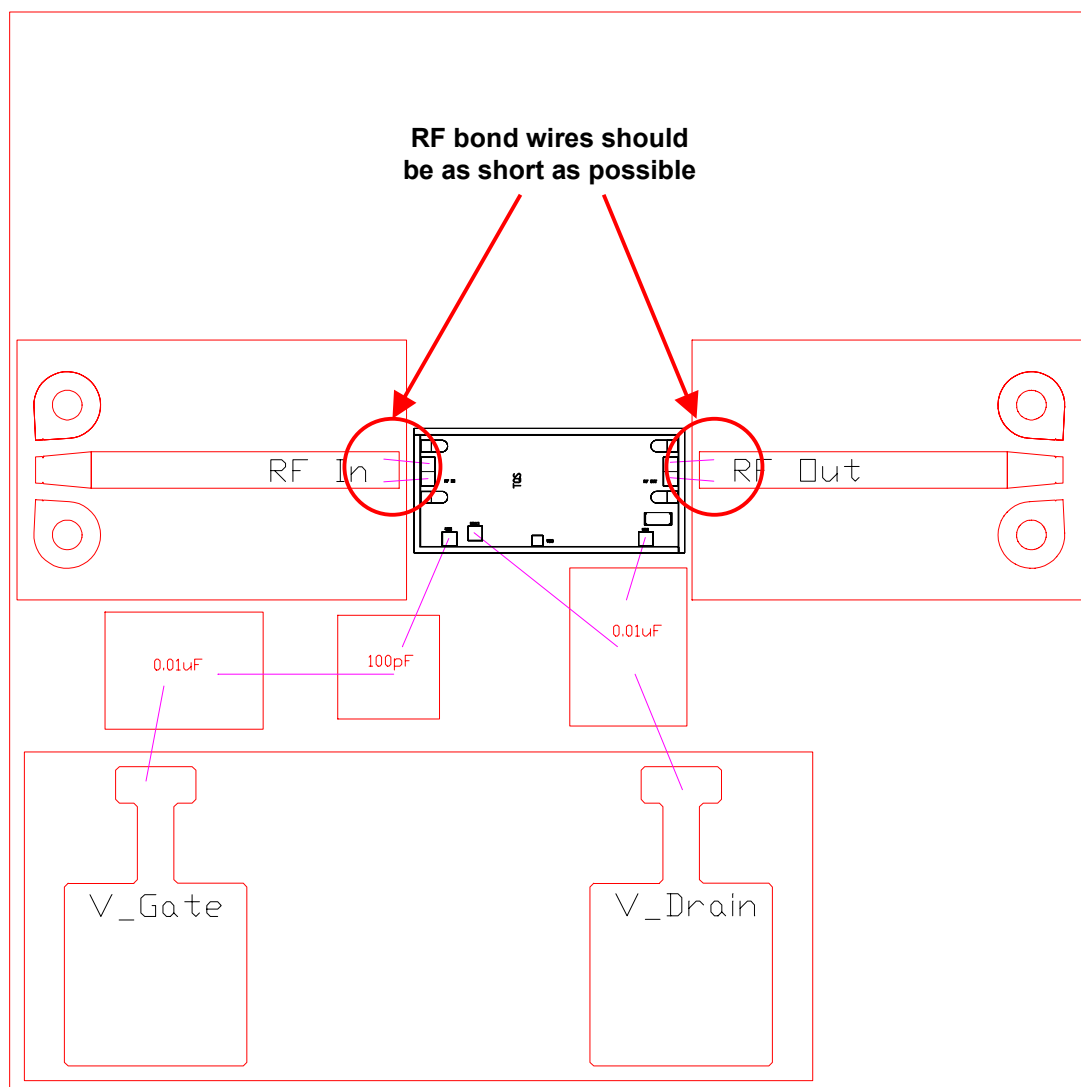 RF bond wires should
be as short as possible
RF In
RF Out
0.01uF
100pF
0.01uF
V_Gate
V_Drain